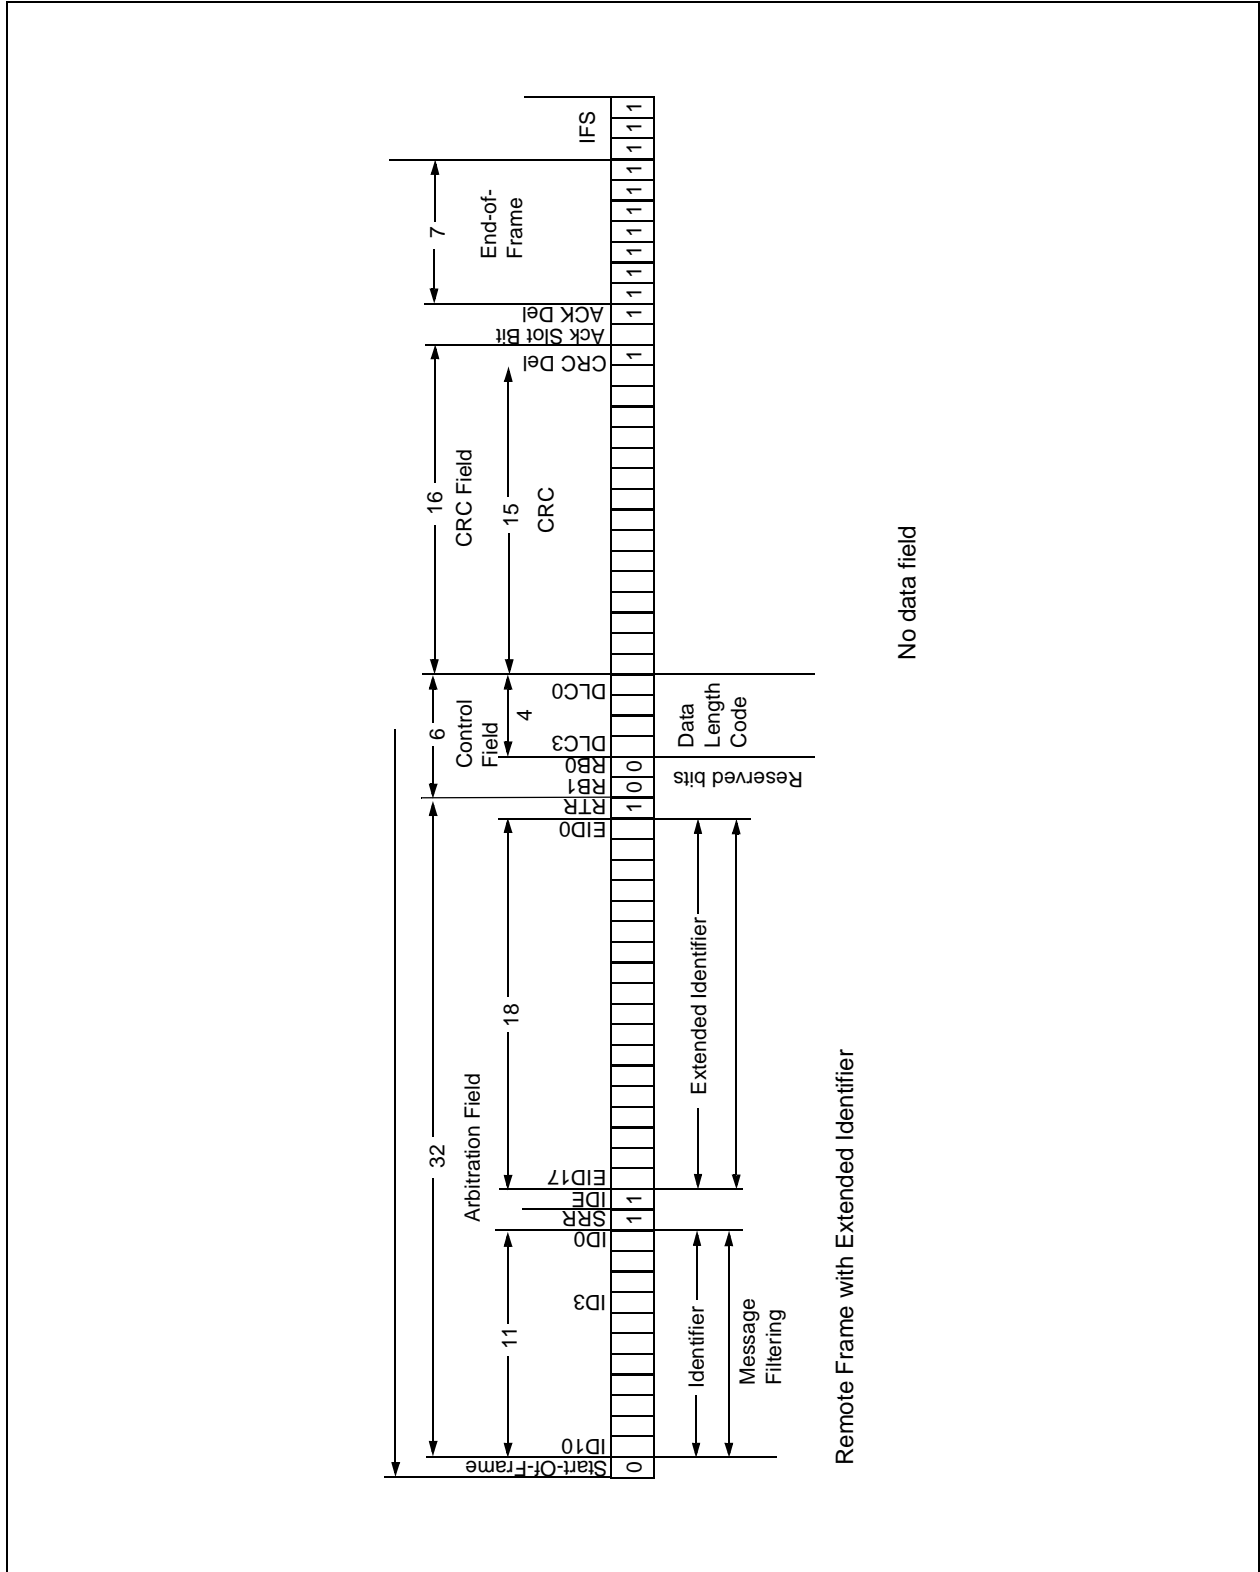 32
Arbitration Field
11
18
6
Control
Field
4
16
CRC Field
15
CRC
7
End-of-
Frame
IFS
Start-Of-Frame
ID10
ID3
ID0
SRR
IDE
EID17
EID0
RTR
RB1
RB0
DLC3
DLC0
CRC Del
Ack Slot Bit
ACK Del
0 1 1 1 0 0 1 1 1 1 1 1 1 1 1 1 1 1
Identifier
Message
Filtering
Extended Identifier
Reserved bits
Data
Length
Code
Remote Frame with Extended Identifier
No data field